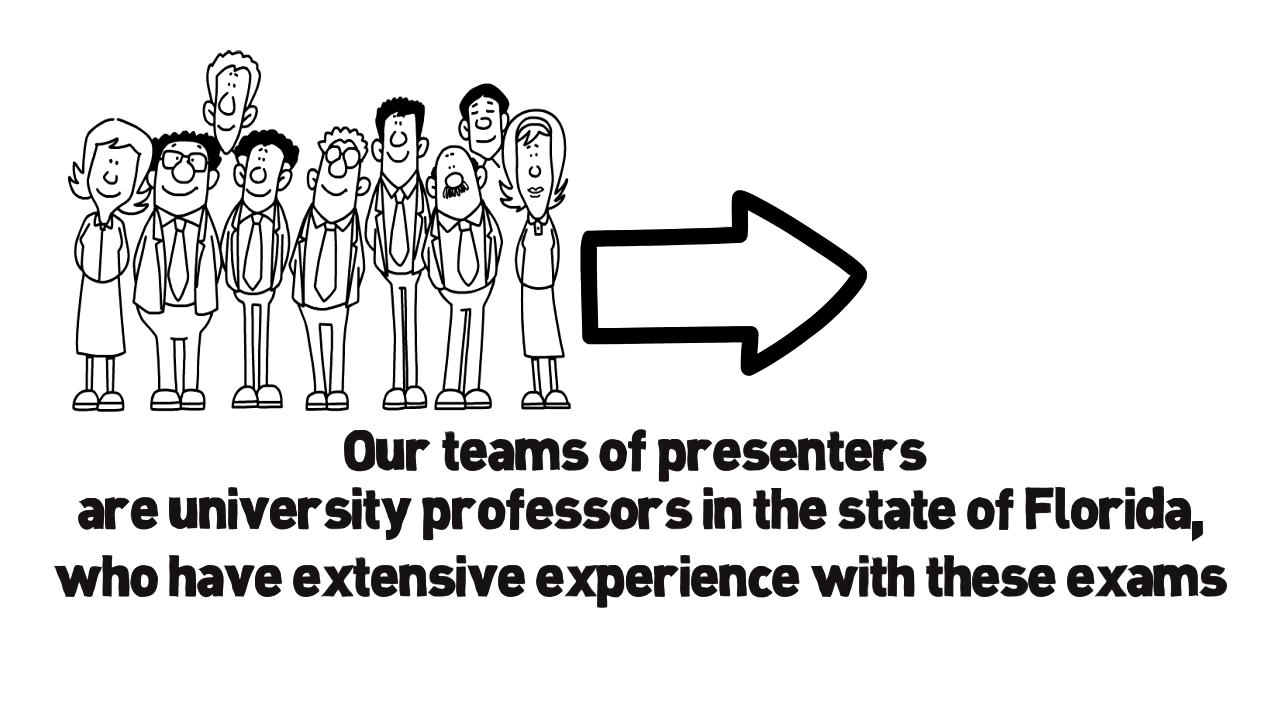 Our teams of presenters
are university professors in the state of Florida,
who have extensive experience with these exams